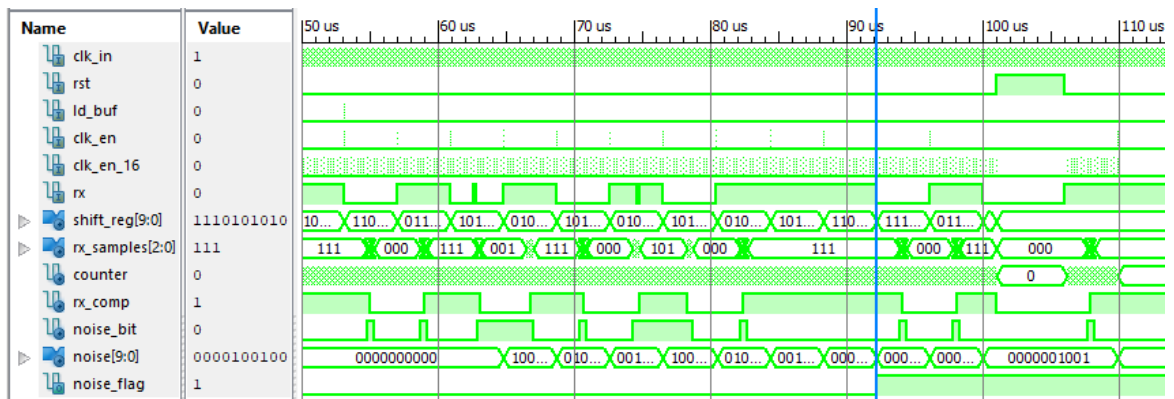 Name Value 50 us 60 us 70 us 80 us 90 us 100 us 110 us
clk_in 1
rst 0
ld_buf 0
clk_en 0
clk_en_16 0
rx 0
shift_reg[9:0] 1110101010 10... 110... 011... 101... 010... 101... 010... 101... 010... 101... 110... 111... 011...
rx_samples[2:0] 111 111 000 111 001 111 000 101 000 111 000 111 000
counter 0 0
rx_comp 1
noise_bit 0
noise[9:0] 0000100100 0000000000 100... 010... 001... 100... 010... 001... 000... 000... 000... 0000001001
noise_flag 1